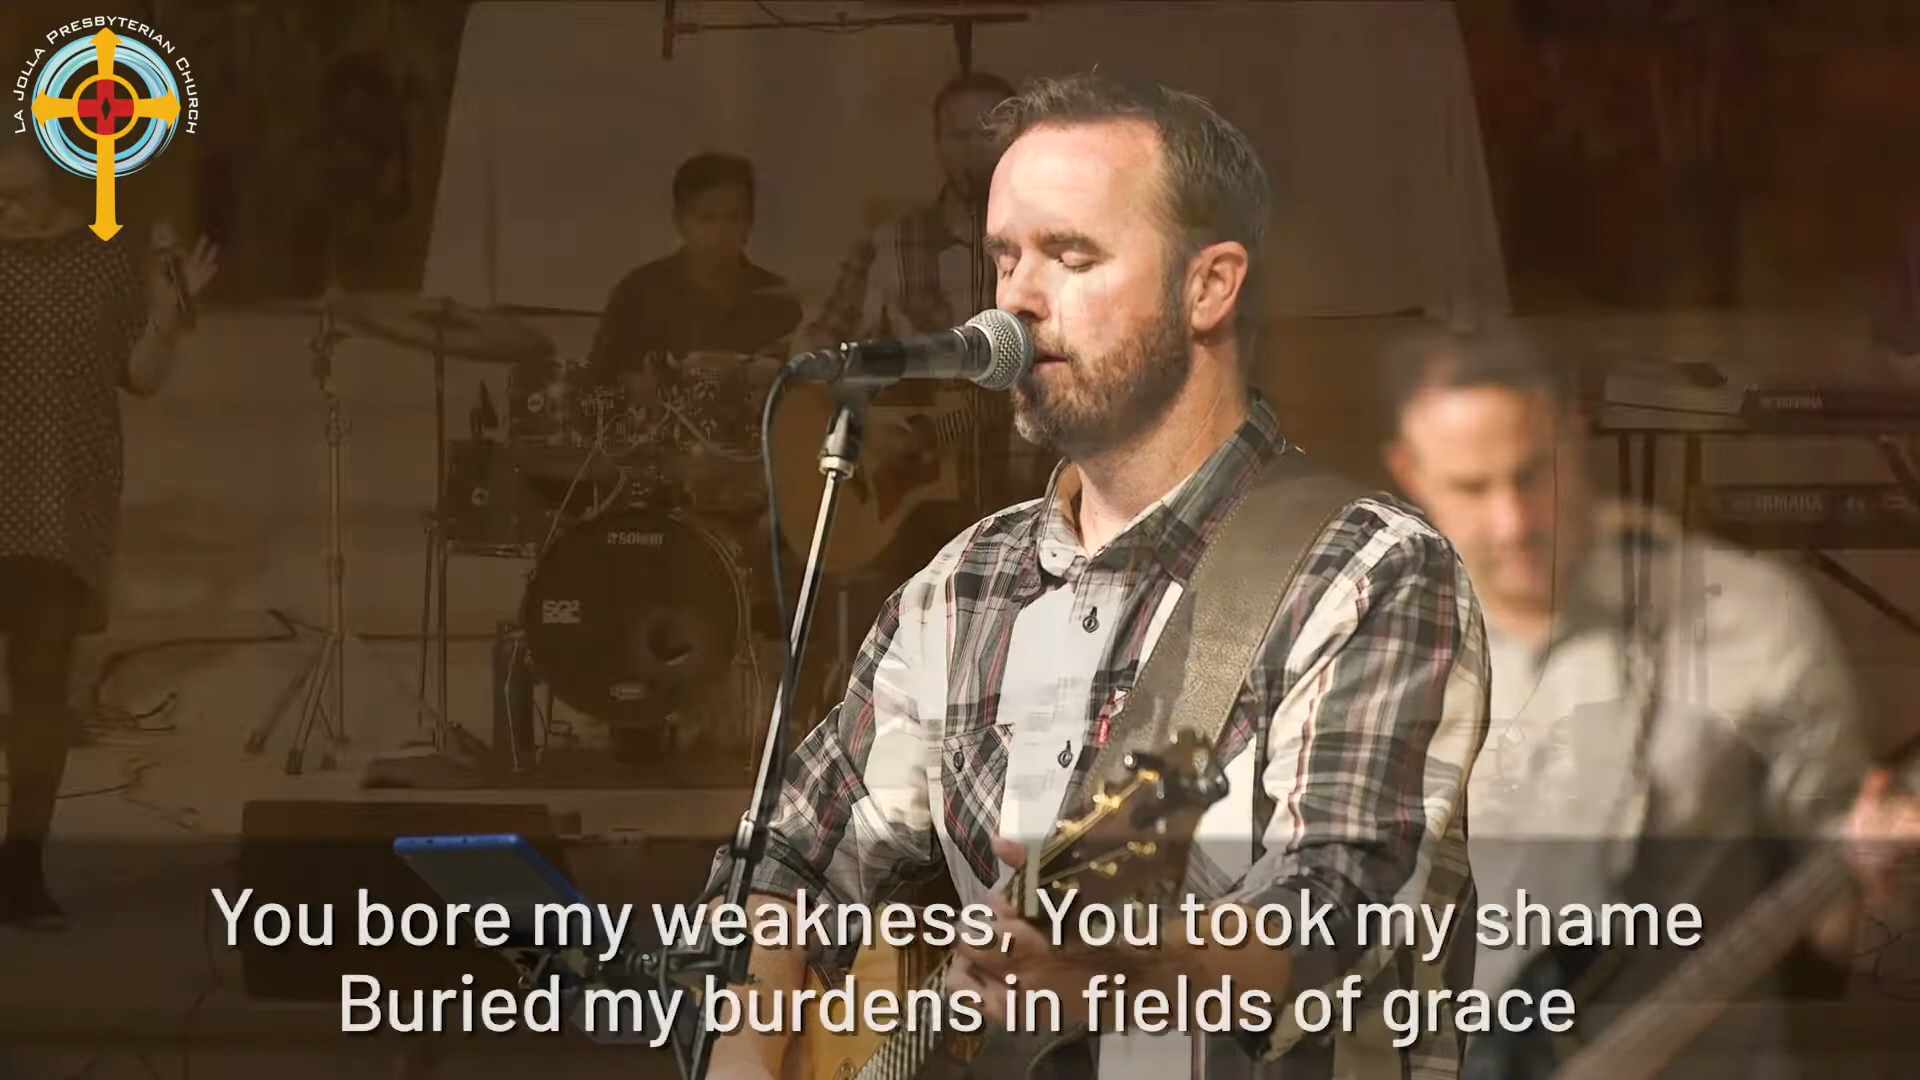 LA JOLLA PRESBYTERIAN CHURCH
YAMAHA
SQ2
You bore my weakness, You took my shame
Buried my burdens in fields of grace